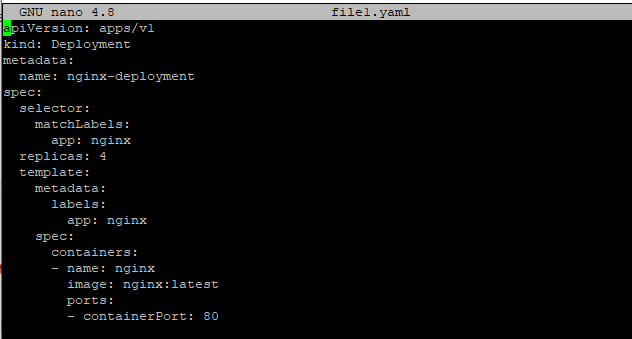 GNU nano 4.8 file1.yaml
apiVersion: apps/v1
kind: Deployment
metadata:
  name: nginx-deployment
spec:
  selector:
    matchLabels:
      app: nginx
  replicas: 4
  template:
    metadata:
      labels:
        app: nginx
    spec:
      containers:
      - name: nginx
        image: nginx:latest
        ports:
        - containerPort: 80